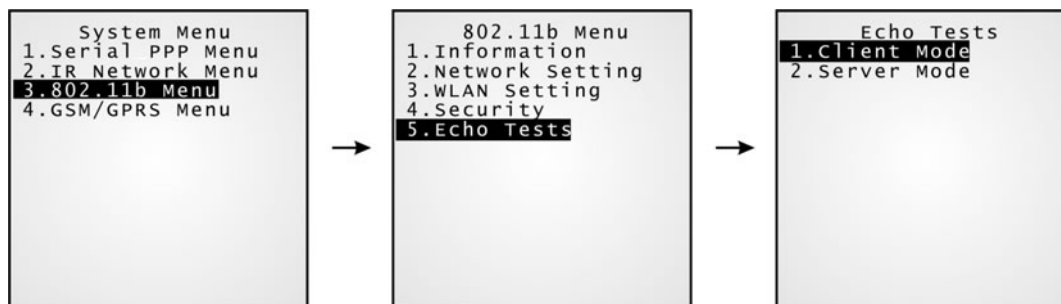 System Menu
1.Serial PPP Menu
2.IR Network Menu
3.802.11b Menu
4.GSM/GPRS Menu
802.11b Menu
1.Information
2.Network Setting
3.WLAN Setting
4.Security
5.Echo Tests
Echo Tests
1.Client Mode
2.Server Mode